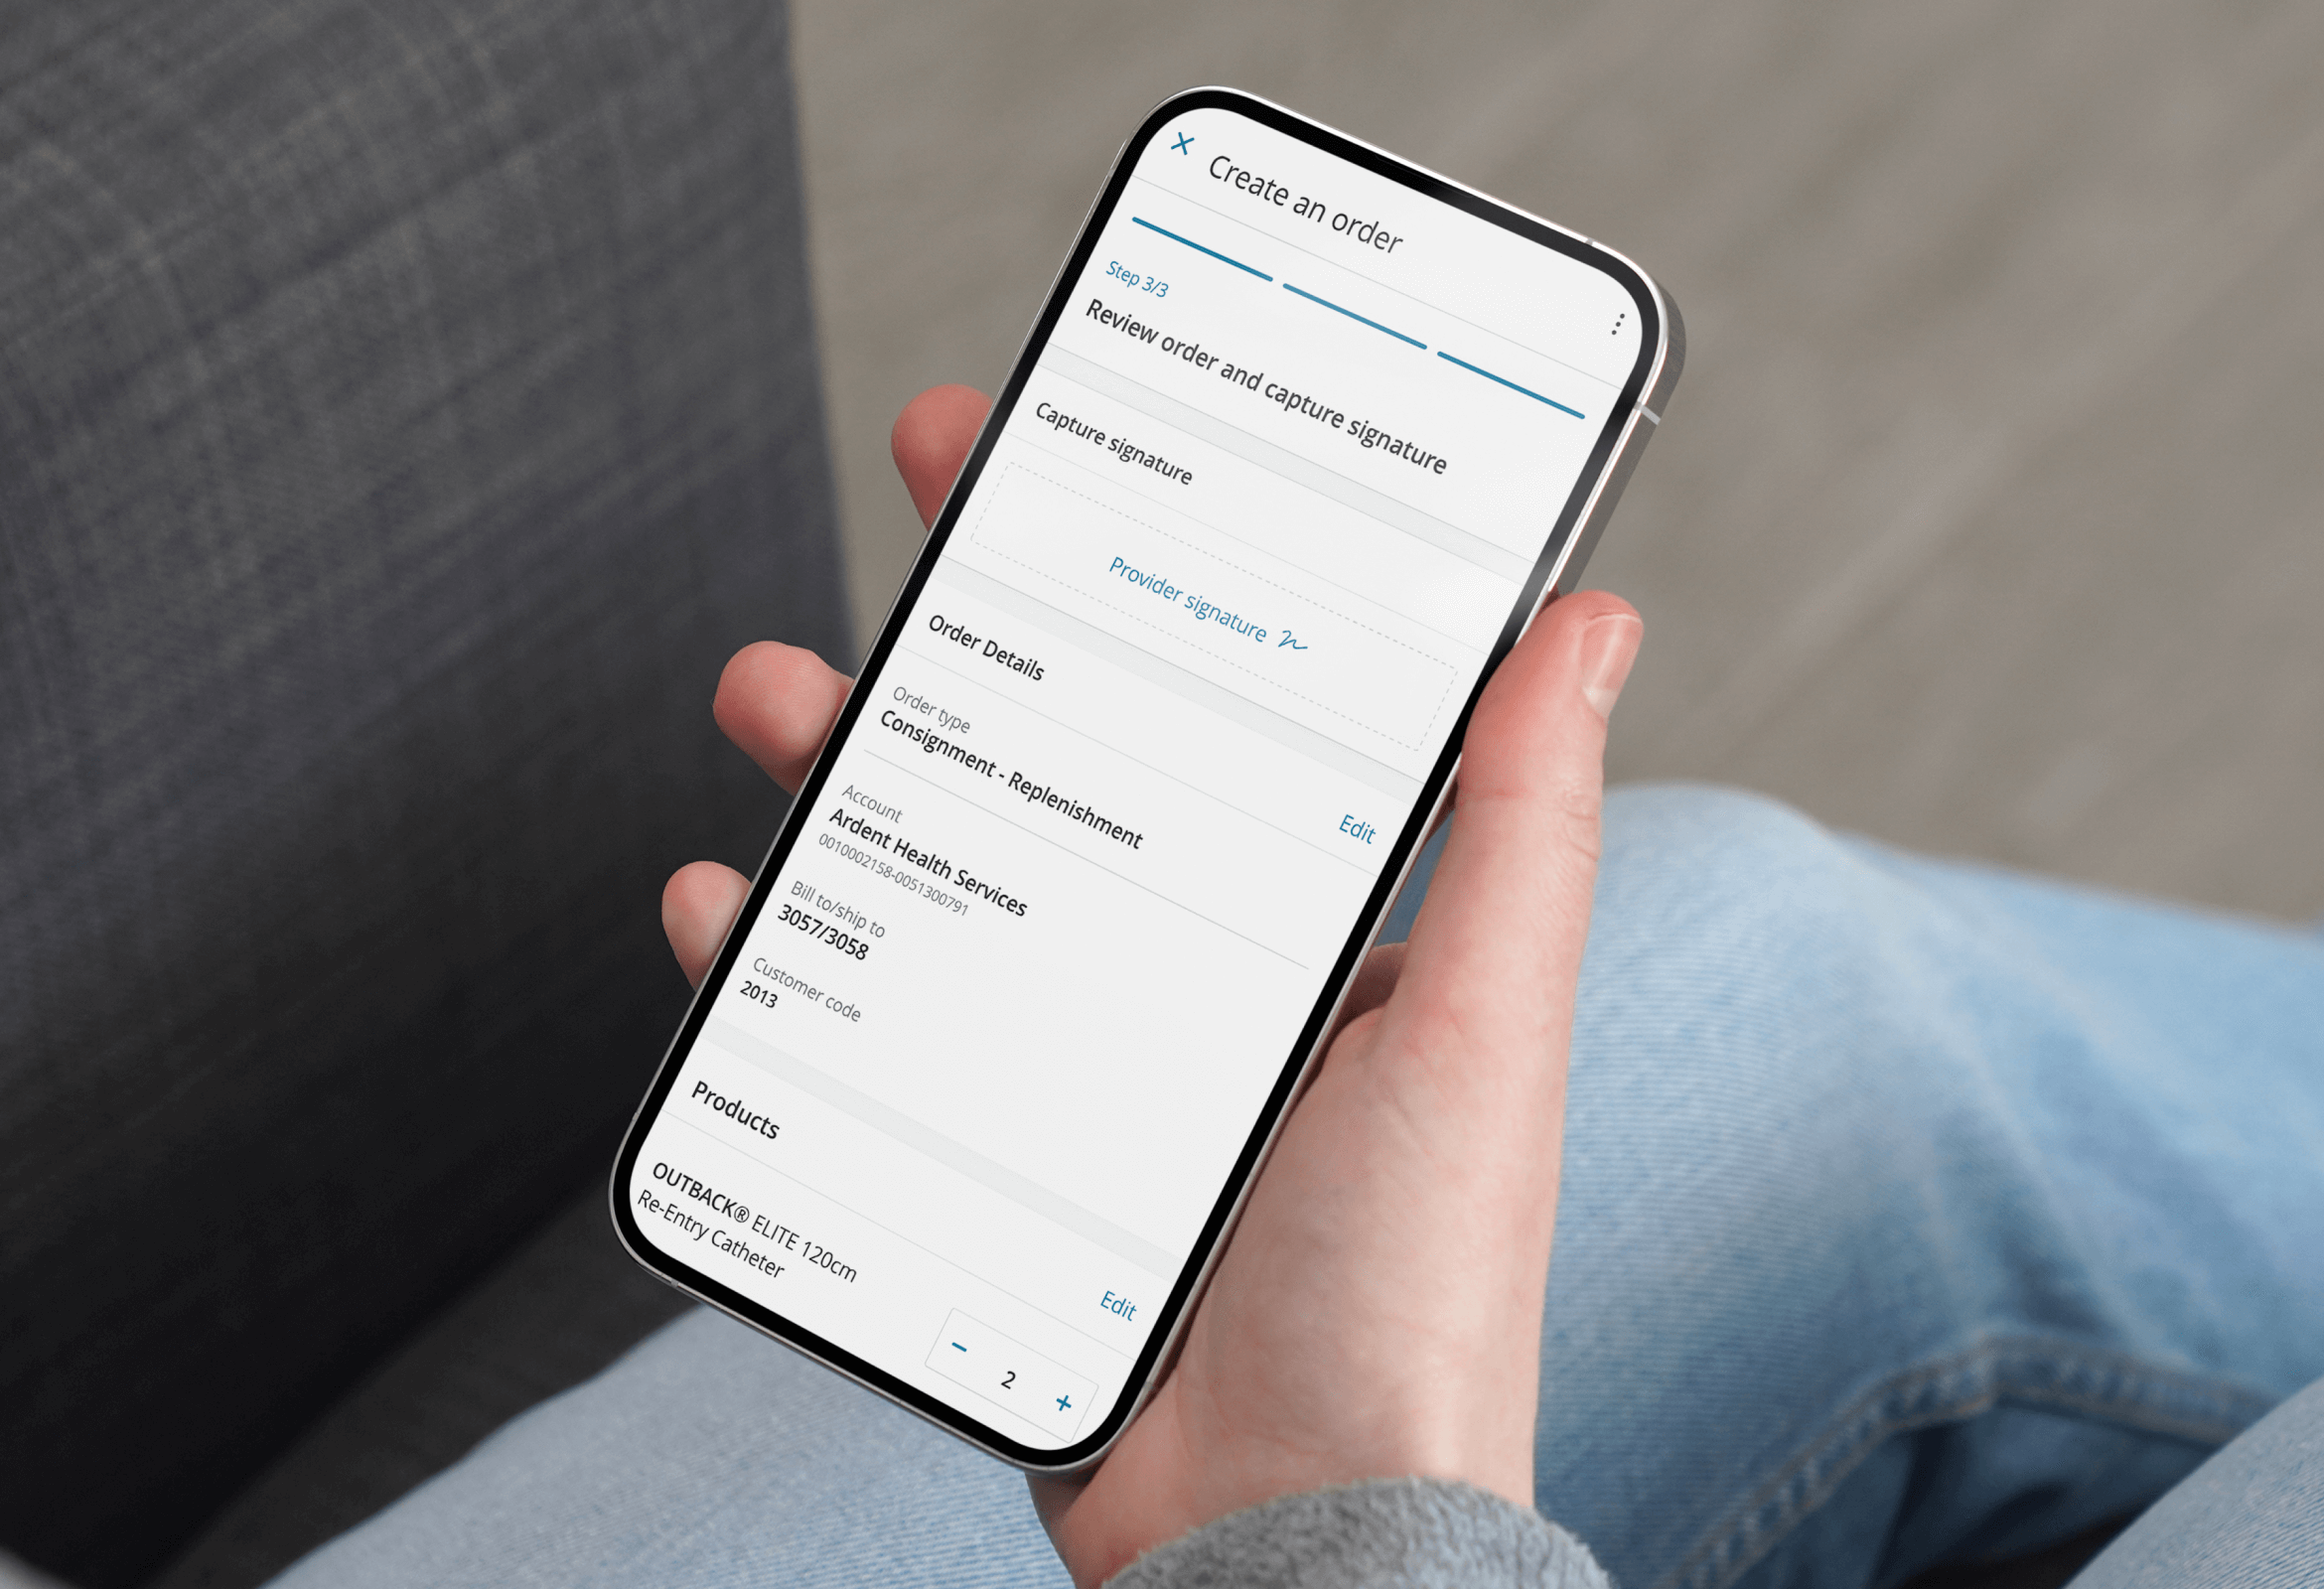 Create an order
Step 3/3
Review order and capture signature
Capture signature
Provider signature
Order Details
Edit
Order type
Consignment - Replenishment
Account
Ardent Health Services
0010002158-0051300791
Bill to/ship to
3057/3058
Customer code
2013
Products
Edit
OUTBACK® ELITE 120cm
Re-Entry Catheter
2